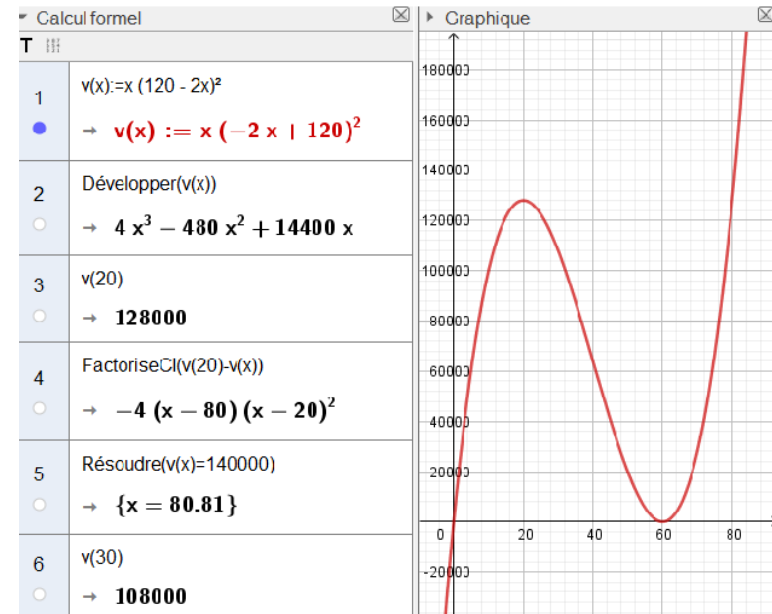 Calcul formel
T
1
v(x):=x (120 - 2x)²
→ v(x) := x (−2 x | 120)²
2
Développer(v(x))
→ 4 x³ − 480 x² + 14400 x
3
v(20)
→ 128000
4
FactoriseCI(v(20)-v(x))
→ −4 (x − 80) (x − 20)²
5
Résoudre(v(x)=140000)
→ {x = 80.81}
6
v(30)
→ 108000
Graphique
180000
160000
140000
120000
100000
80000
60000
40000
20000
0
20
40
60
80
-20000